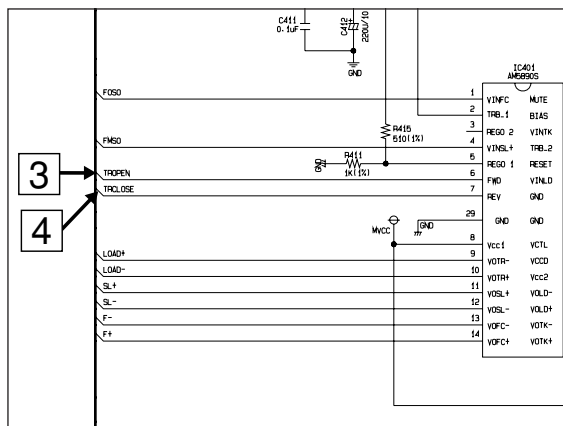 C411
0.1uF
C412
220U/10
GND
IC401
AM5890S
FOSO
1
VINFC
MUTE
2
TRB_1
BIAS
3
REGO 2
VINTK
R415
510(1%)
FMSO
4
VINSL+
TRB_2
GND
R411
1K(1%)
5
REGO 1
RESET
3
TROPEN
6
FWD
VINLD
4
TRCLOSE
7
REV
GND
MVCC
GND
29
GND
GND
8
Vcc1
VCTL
LOAD+
9
VOTR-
VCCD
LOAD-
10
VOTR+
Vcc2
SL+
11
VOSL+
VOLD-
SL-
12
VOSL-
VOLD+
F-
13
VOFC-
VOTK-
F+
14
VOFC+
VOTK+